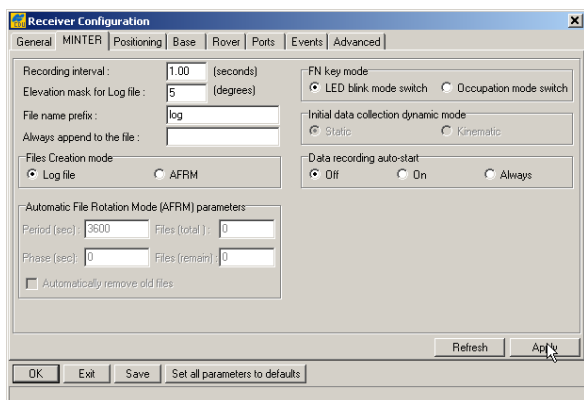 Receiver Configuration
General MINTER Positioning Base Rover Ports Events Advanced
Recording interval : 1.00 (seconds)
Elevation mask for Log file : 5 (degrees)
File name prefix : log
Always append to the file :
Files Creation mode
Log file AFRM
Automatic File Rotation Mode (AFRM) parameters
Period (sec) : 3600 Files (total ) : 0
Phase (sec): 0 Files (remain) : 0
Automatically remove old files
FN key mode
LED blink mode switch Occupation mode switch
Initial data collection dynamic mode
Static Kinematic
Data recording auto-start
Off On Always
Refresh Apply
OK Exit Save Set all parameters to defaults